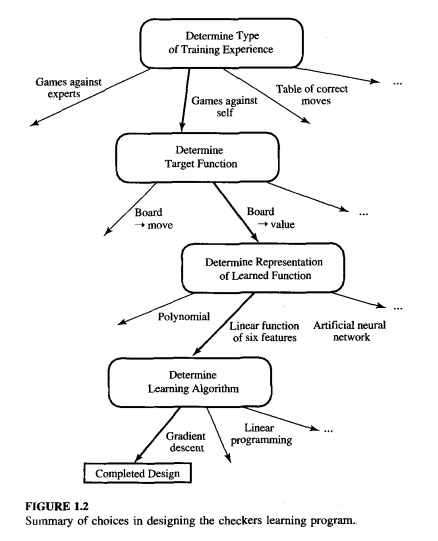 Determine Type
of Training Experience
Games against
experts
Games against
self
Table of correct
moves
...
Determine
Target Function
Board
→ move
Board
→ value
...
Determine Representation
of Learned Function
Polynomial
Linear function
of six features
Artificial neural
network
...
Determine
Learning Algorithm
Gradient
descent
Linear
programming
...
Completed Design
FIGURE 1.2
Summary of choices in designing the checkers learning program.